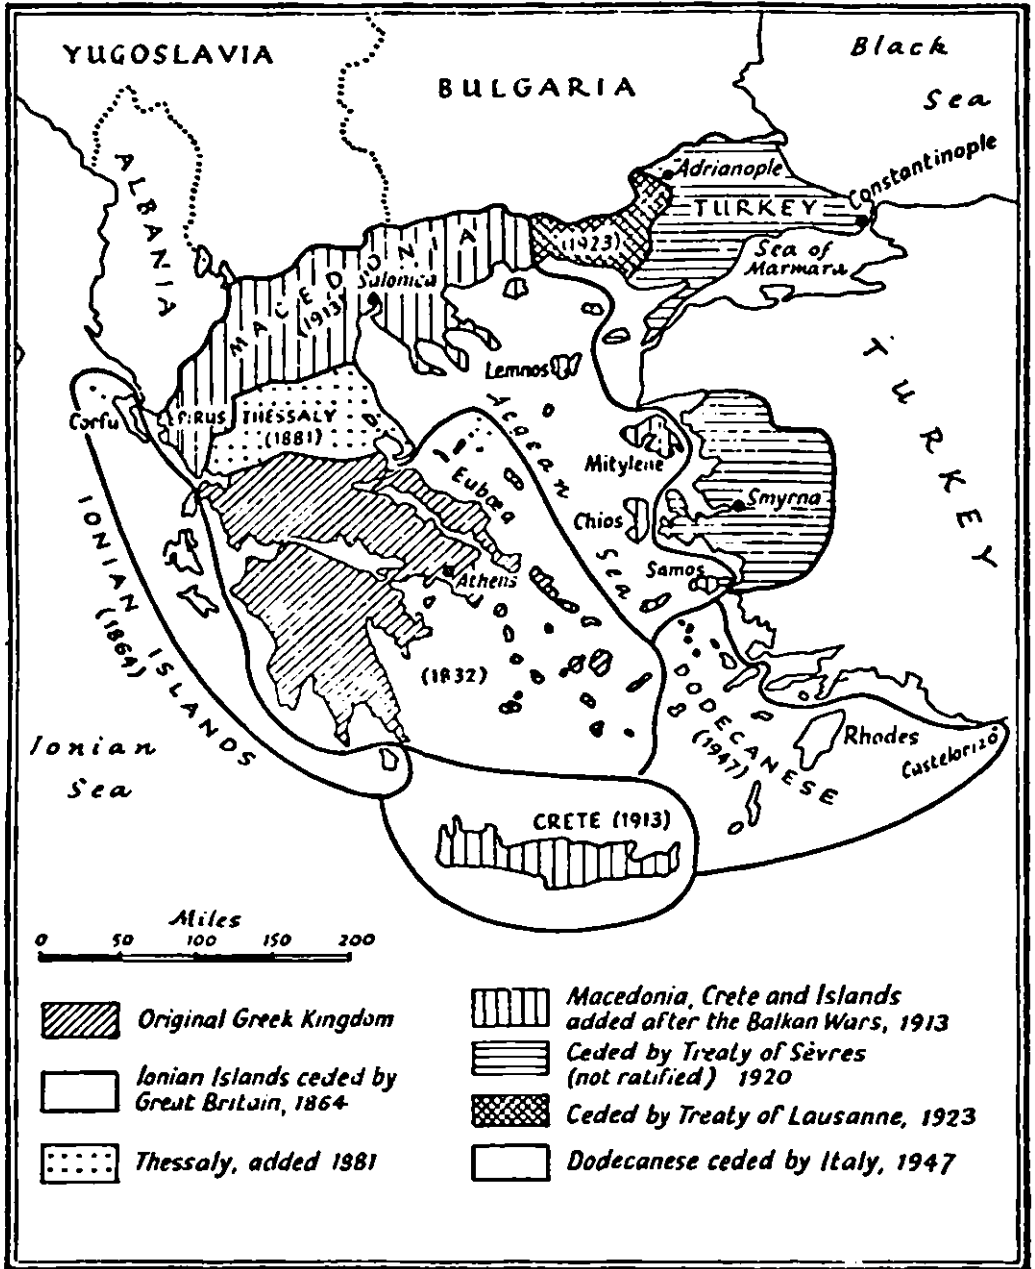 YUGOSLAVIA
BULGARIA
Black
Sea
ALBANIA
Adrianople
Constantinople
TURKEY
(1923)
Sea of
Marmara
MACEDONIA
(1913)
Salonica
TURKEY
Lemnos
Corfu
EPIRUS
THESSALY
(1881)
Aegean Sea
Mitylene
Eubœa
Smyrna
Chios
Athens
Samos
IONIAN ISLANDS
(1864)
(1832)
DODECANESE
(1947)
Rhodes
Castelorizo
Ionian
Sea
CRETE (1913)
Miles
0 50 100 150 200
Original Greek Kingdom
Ionian Islands ceded by
Great Britain, 1864
Thessaly, added 1881
Macedonia, Crete and Islands
added after the Balkan Wars, 1913
Ceded by Treaty of Sèvres
(not ratified) 1920
Ceded by Treaty of Lausanne, 1923
Dodecanese ceded by Italy, 1947